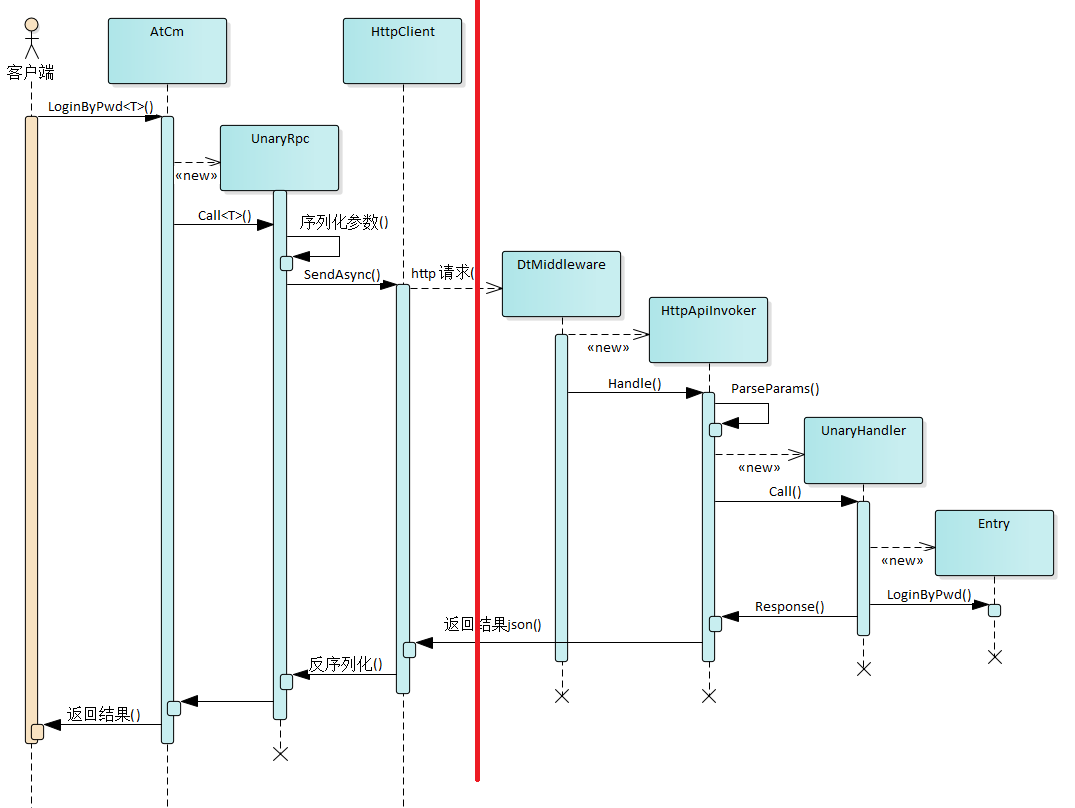 AtCm
HttpClient
客户端
LoginByPwd<T>()
UnaryRpc
«new»
Call<T>()
序列化参数()
SendAsync()
http 请求(
DtMiddleware
HttpApiInvoker
«new»
Handle()
ParseParams()
UnaryHandler
«new»
Call()
Entry
«new»
LoginByPwd()
Response()
返回结果json()
反序列化()
返回结果()